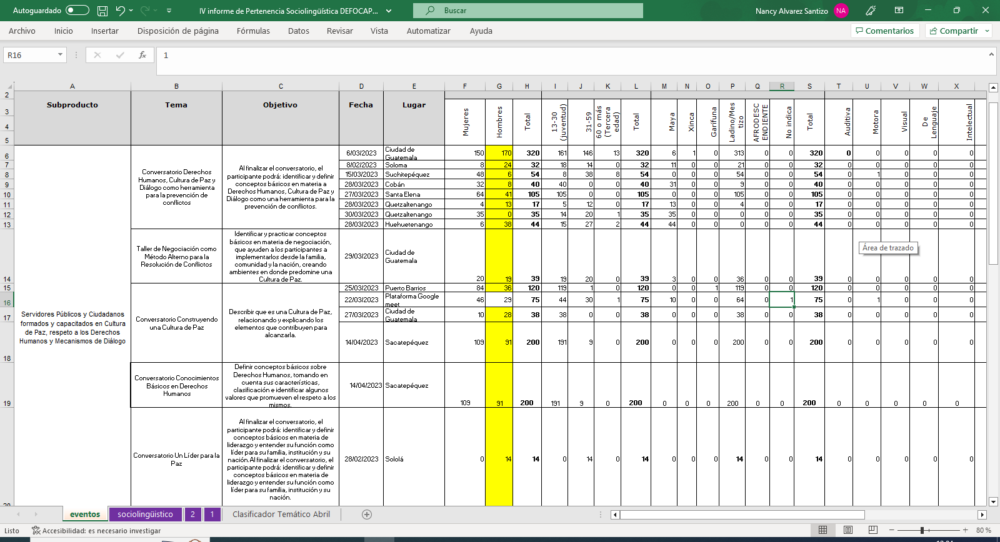 Autoguardado
IV informe de Pertenencia Sociolingüística DEFOCAP...
Buscar
Nancy Alvarez Santizo
NA
Archivo Inicio Insertar Disposición de página Fórmulas Datos Revisar Vista Automatizar Ayuda
Comentarios
Compartir
R16
fx
1
A B C D E F G H I J K L M N O P Q R S T U V W X
2
3
4
5
Subproducto Tema Objetivo Fecha Lugar
Mujeres
Hombres
Total
13-30
(juventud)
31-59
60 o más
(Tercera
edad)
Total
Maya
Xinca
Garífuna
Ladino/Mes
tizo
AFRODESC
ENDIENTE
No indica
Total
Auditiva
Motora
Visual
De
Lenguaje
Intelectual
Servidores Públicos y Ciudadanos
formados y capacitados en Cultura
de Paz, respeto a los Derechos
Humanos y Mecanismos de Diálogo
Conversatorio Derechos
Humanos, Cultura de Paz y
Diálogo como herramienta
para la prevención de
conflictos
Al finalizar el conversatorio, el
participante podrá: identificar y definir
conceptos básicos en materia a
Derechos Humanos, Cultura de Paz y
Diálogo como una herramienta para la
prevención de conflictos.
6 6/03/2023 Ciudad de Guatemala 150 170 320 161 146 13 320 6 1 0 313 0 0 320 0 0 0 0 0
7 8/02/2023 Soloma 8 24 32 18 14 0 32 11 0 0 21 0 0 32 0 0 0 0 0
8 15/03/2023 Suchitepéquez 48 6 54 8 38 8 54 0 0 0 54 0 0 54 0 1 0 0 0
9 28/03/2023 Cobán 32 8 40 40 0 0 40 31 0 0 9 0 0 40 0 0 0 0 0
10 27/03/2023 Santa Elena 64 41 105 105 0 0 105 0 0 0 105 0 0 105 0 0 0 0 0
11 28/03/2023 Quetzaltenango 4 13 17 5 12 0 17 13 0 0 4 0 0 17 0 0 0 0 0
12 30/03/2023 Quetzaltenango 35 0 35 14 20 1 35 35 0 0 0 0 0 35 0 0 0 0 0
13 28/03/2023 Huehuetenango 6 38 44 15 27 2 44 44 0 0 0 0 0 44 0 0 0 0 0
Taller de Negociación como
Método Alterno para la
Resolución de Conflictos
Identificar y practicar conceptos
básicos en materia de negociación,
que ayuden a los participantes a
implementarlos desde la familia,
comunidad y la nación, creando
ambientes en donde predomine una
Cultura de Paz.
14 29/03/2023 Ciudad de Guatemala 20 19 39 19 20 0 39 3 0 0 36 0 0 39 0 0 0 0 0
Área de trazado
Conversatorio Construyendo
una Cultura de Paz
Describir que es una Cultura de Paz,
relacionando y explicando los
elementos que contribuyen para
alcanzarla.
15 25/03/2023 Puerto Barrios 84 36 120 119 1 0 120 0 0 1 119 0 0 120 0 0 0 0 0
16 22/03/2023 Plataforma Google meet 46 29 75 44 30 1 75 10 0 0 64 0 1 75 0 1 0 0 0
17 27/03/2023 Ciudad de Guatemala 10 28 38 38 0 0 38 0 0 0 38 0 0 38 0 0 0 0 0
18 14/04/2023 Sacatepéquez 109 91 200 191 9 0 200 0 0 0 200 0 0 200 0 0 0 0 0
Conversatorio Conocimientos
Básicos en Derechos
Humanos
Definir conceptos básicos sobre
Derechos Humanos, tomando en
cuenta sus características,
clasificación e identificar algunos
valores que promueven el respeto a los
mismos.
19 14/04/2023 Sacatepéquez 109 91 200 191 9 0 200 0 0 0 200 0 0 200 0 0 0 0 0
Conversatorio Un Líder para la
Paz
Al finalizar el conversatorio, el
participante podrá: identificar y definir
conceptos básicos en materia de
liderazgo y entender su función como
líder para su familia, institución y su
nación.Al finalizar el conversatorio, el
participante podrá: identificar y definir
conceptos básicos en materia de
liderazgo y entender su función como
líder para su familia, institución y su
nación.
20 28/02/2023 Sololá 0 14 14 0 14 0 14 0 0 0 14 0 0 14 0 0 0 0 0
eventos sociolingüistico 2 1 Clasificador Temático Abril
Listo
Accesibilidad: es necesario investigar
80 %